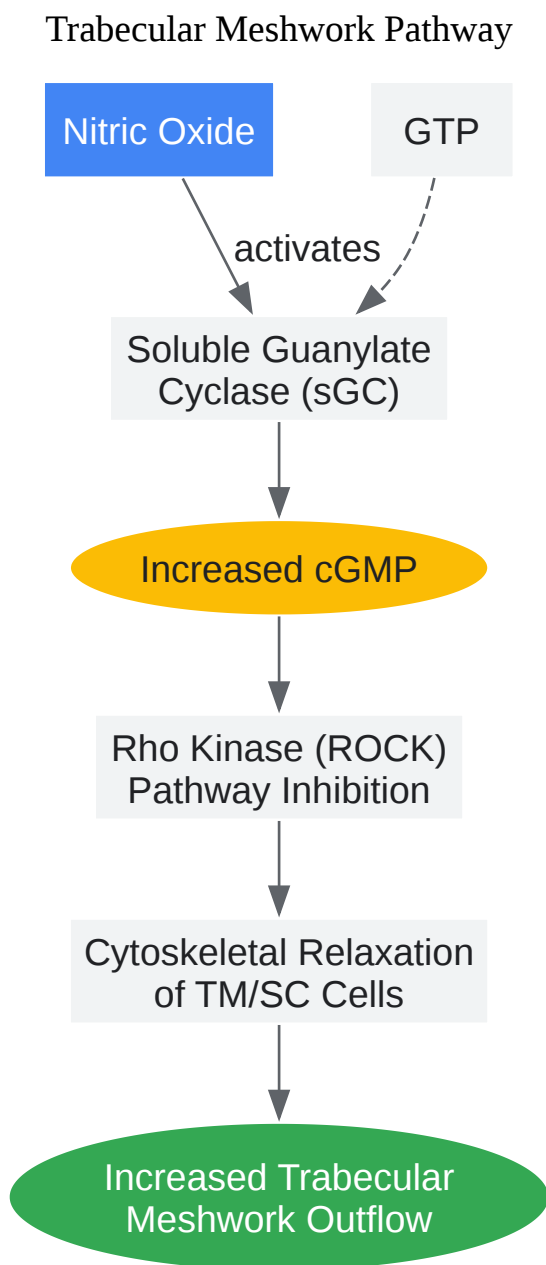 Trabecular Meshwork Pathway
Nitric Oxide
GTP
activates
Soluble Guanylate
Cyclase (sGC)
Increased cGMP
Rho Kinase (ROCK)
Pathway Inhibition
Cytoskeletal Relaxation
of TM/SC Cells
Increased Trabecular
Meshwork Outflow